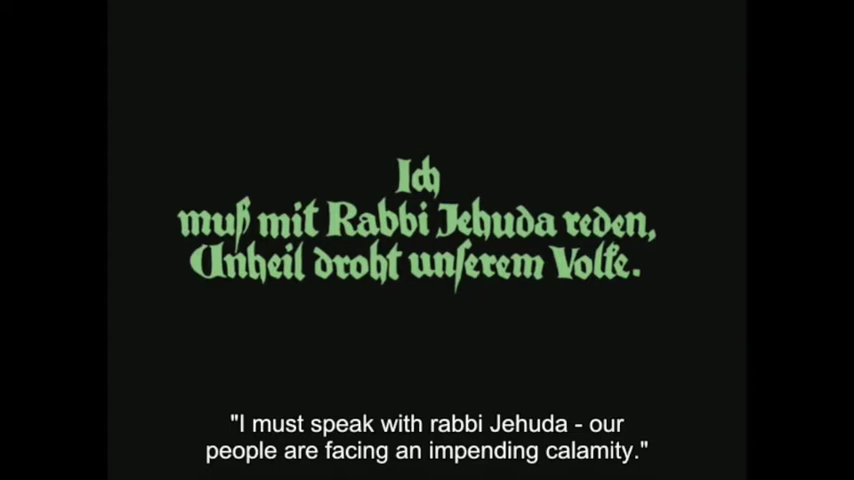 Ich
muß mit Rabbi Jehuda reden,
Unheil droht unserem Volke.
"I must speak with rabbi Jehuda - our
people are facing an impending calamity."